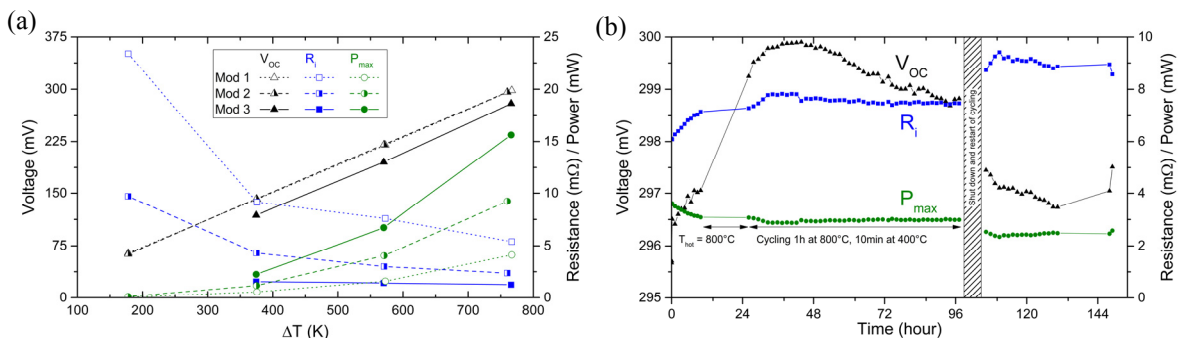 (a)
375
300
225
150
75
0
Voltage (mV)
V_OC R_i P_max
Mod 1
Mod 2
Mod 3
25
20
15
10
5
0
Resistance (mΩ) / Power (mW)
100 200 300 400 500 600 700 800
ΔT (K)
(b)
300
299
298
297
296
295
Voltage (mV)
V_OC
R_i
P_max
T_hot = 800°C
Cycling 1h at 800°C, 10min at 400°C
Shut down and restart of cycling
10
8
6
4
2
0
Resistance (mΩ) / Power (mW)
0 24 48 72 96 120 144
Time (hour)